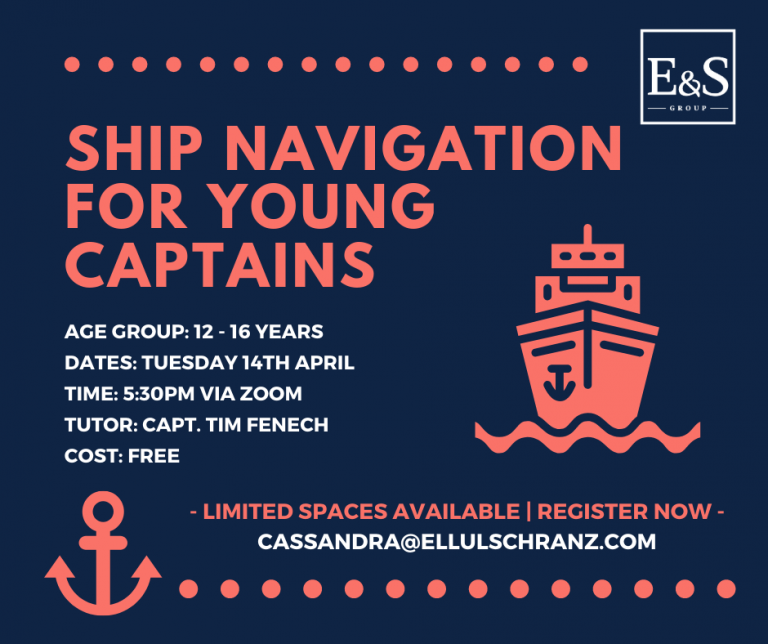 E&S
GROUP
SHIP NAVIGATION
FOR YOUNG
CAPTAINS
AGE GROUP: 12 - 16 YEARS
DATES: TUESDAY 14TH APRIL
TIME: 5:30PM VIA ZOOM
TUTOR: CAPT. TIM FENECH
COST: FREE
- LIMITED SPACES AVAILABLE | REGISTER NOW -
CASSANDRA@ELLULSCHRANZ.COM